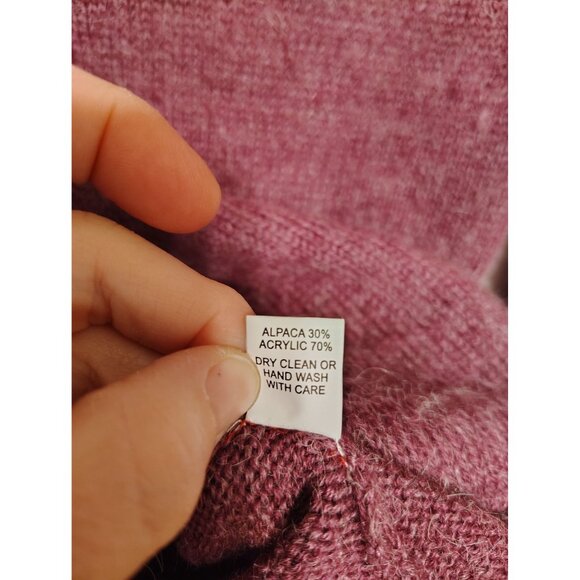 ALPACA 30%
ACRYLIC 70%
DRY CLEAN OR
HAND WASH
WITH CARE